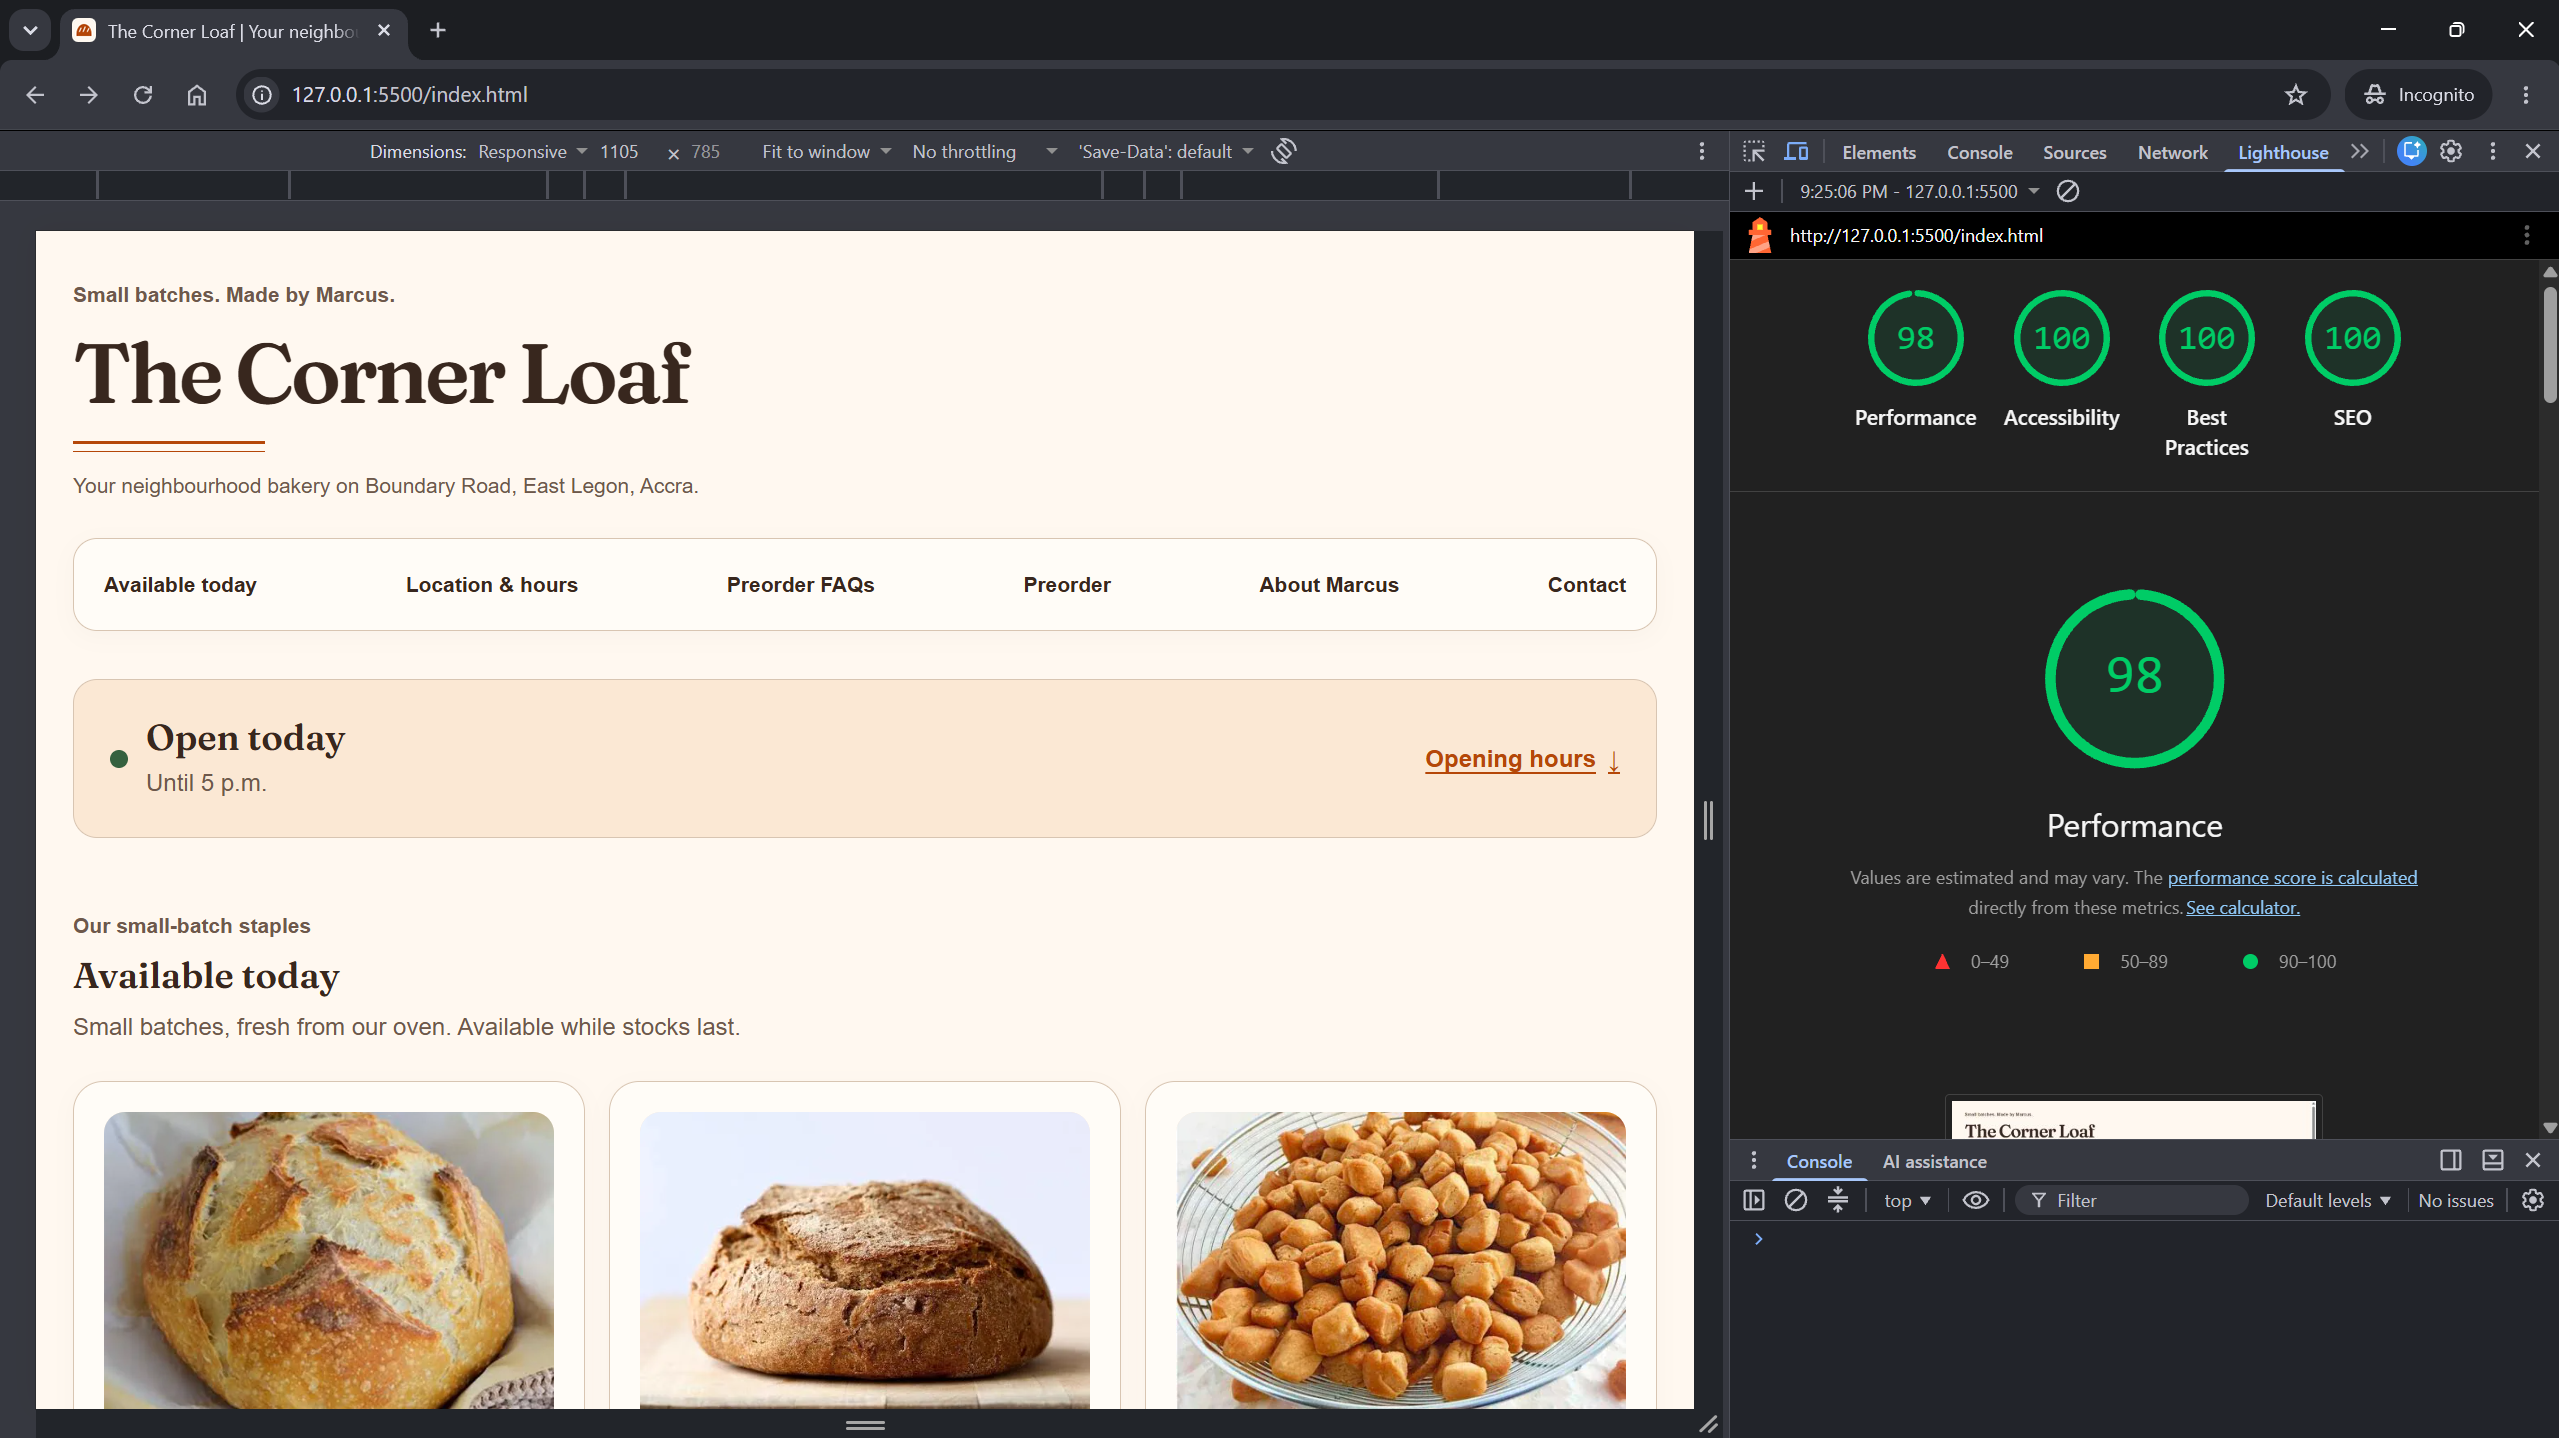 The Corner Loaf | Your neighbo
127.0.0.1:5500/index.html
Incognito
Dimensions: Responsive 1105 × 785 Fit to window No throttling 'Save-Data': default
Small batches. Made by Marcus.
The Corner Loaf
Your neighbourhood bakery on Boundary Road, East Legon, Accra.
Available today Location & hours Preorder FAQs Preorder About Marcus Contact
Open today
Until 5 p.m.
Opening hours ↓
Our small-batch staples
Available today
Small batches, fresh from our oven. Available while stocks last.
Elements Console Sources Network Lighthouse
9:25:06 PM - 127.0.0.1:5500
http://127.0.0.1:5500/index.html
98 100 100 100
Performance Accessibility Best Practices SEO
98
Performance
Values are estimated and may vary. The performance score is calculated
directly from these metrics. See calculator.
0–49 50–89 90–100
Small batches. Made by Marcus.
The Corner Loaf
Console AI assistance
top Filter Default levels No issues